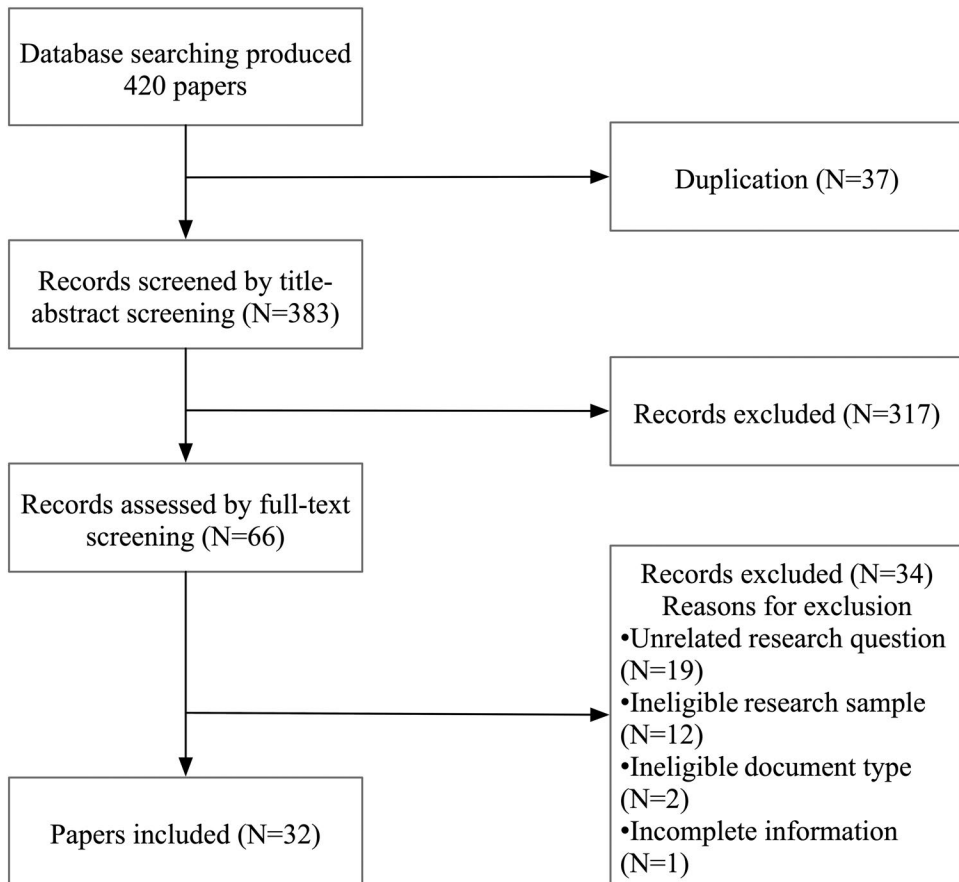 Database searching produced
420 papers
Duplication (N=37)
Records screened by title-
abstract screening (N=383)
Records excluded (N=317)
Records assessed by full-text
screening (N=66)
Records excluded (N=34)
Reasons for exclusion
•Unrelated research question
(N=19)
•Ineligible research sample
(N=12)
•Ineligible document type
(N=2)
•Incomplete information
(N=1)
Papers included (N=32)